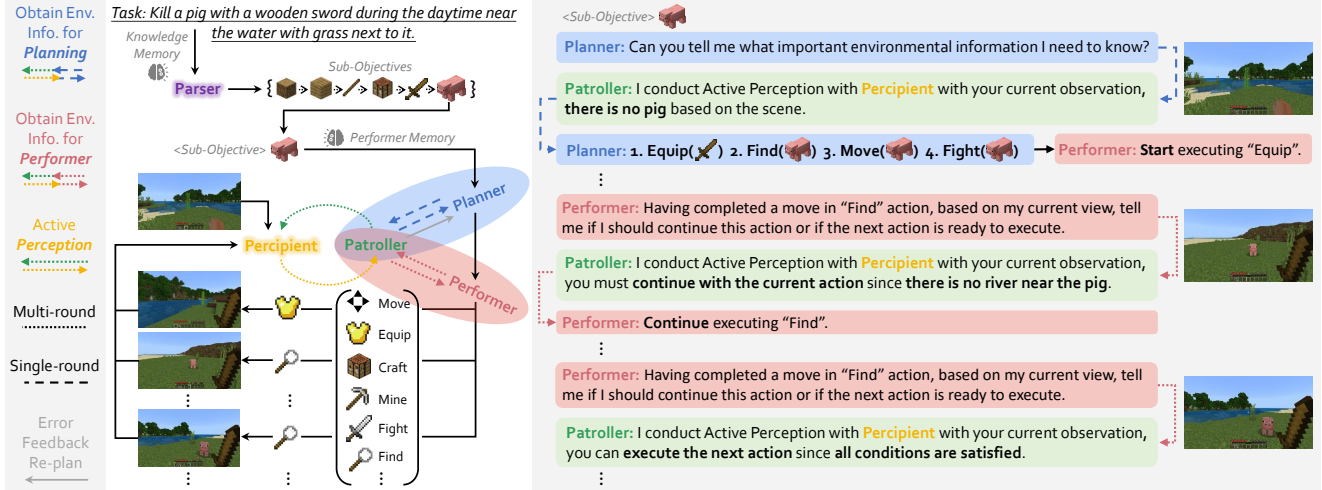 Obtain Env.
Info. for
Planning
Obtain Env.
Info. for
Performer
Active
Perception
Multi-round
Single-round
Error
Feedback
Re-plan
Task: Kill a pig with a wooden sword during the daytime near
the water with grass next to it.
Knowledge
Memory
Sub-Objectives
Parser
{ }
Performer Memory
<Sub-Objective>
Planner
Percipient
Patroller
Performer
Move
Equip
Craft
Mine
Fight
Find
<Sub-Objective>
Planner: Can you tell me what important environmental information I need to know?
Patroller: I conduct Active Perception with Percipient with your current observation,
there is no pig based on the scene.
Planner: 1. Equip( ) 2. Find( ) 3. Move( ) 4. Fight( )
Performer: Start executing “Equip”.
Performer: Having completed a move in “Find” action, based on my current view, tell
me if I should continue this action or if the next action is ready to execute.
Patroller: I conduct Active Perception with Percipient with your current observation,
you must continue with the current action since there is no river near the pig.
Performer: Continue executing “Find”.
Performer: Having completed a move in “Find” action, based on my current view, tell
me if I should continue this action or if the next action is ready to execute.
Patroller: I conduct Active Perception with Percipient with your current observation,
you can execute the next action since all conditions are satisfied.